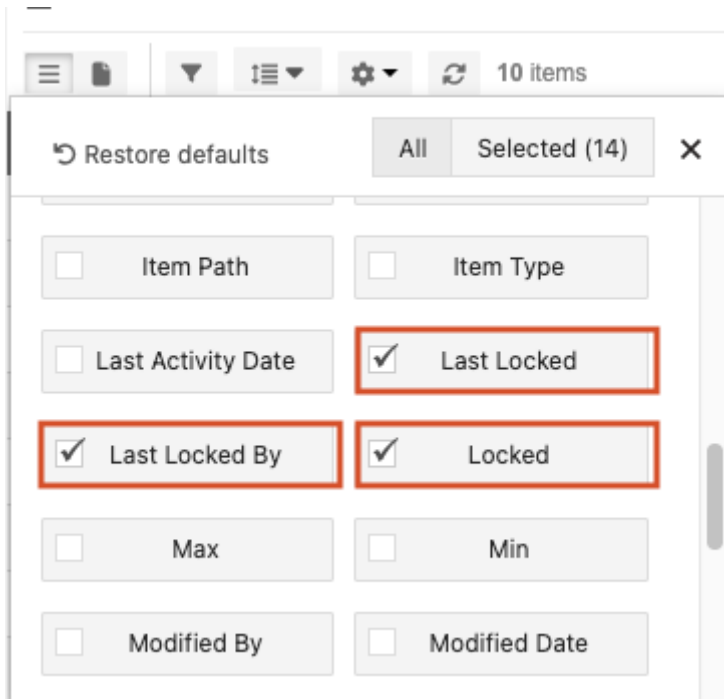 10 items
Restore defaults All Selected (14)
Item Path Item Type
Last Activity Date Last Locked
Last Locked By Locked
Max Min
Modified By Modified Date